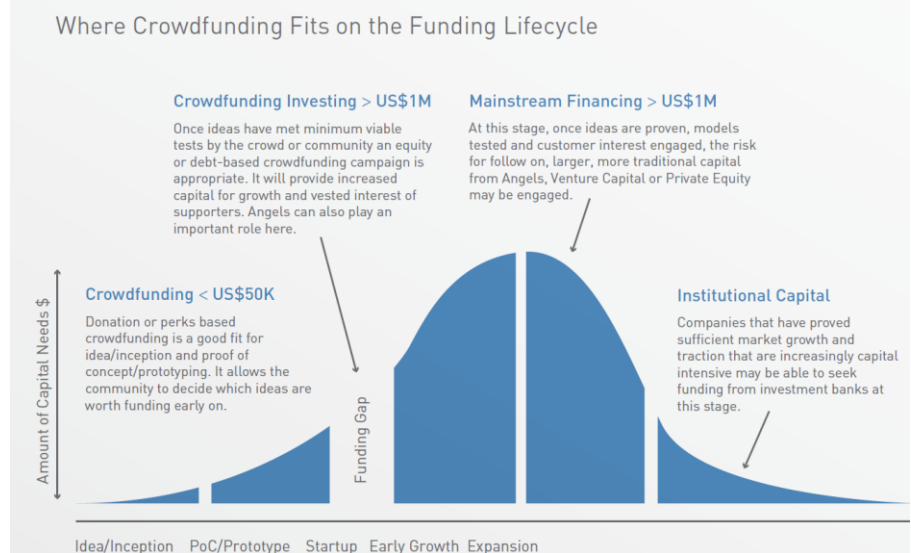 Where Crowdfunding Fits on the Funding Lifecycle
Crowdfunding Investing > US$1M
Once ideas have met minimum viable
tests by the crowd or community an equity
or debt-based crowdfunding campaign is
appropriate. It will provide increased
capital for growth and vested interest of
supporters. Angels can also play an
important role here.
Mainstream Financing > US$1M
At this stage, once ideas are proven, models
tested and customer interest engaged, the risk
for follow on, larger, more traditional capital
from Angels, Venture Capital or Private Equity
may be engaged.
Crowdfunding < US$50K
Donation or perks based
crowdfunding is a good fit for
idea/inception and proof of
concept/prototyping. It allows the
community to decide which ideas are
worth funding early on.
Institutional Capital
Companies that have proved
sufficient market growth and
traction that are increasingly capital
intensive may be able to seek
funding from investment banks at
this stage.
Amount of Capital Needs $
Funding Gap
Idea/Inception PoC/Prototype Startup Early Growth Expansion